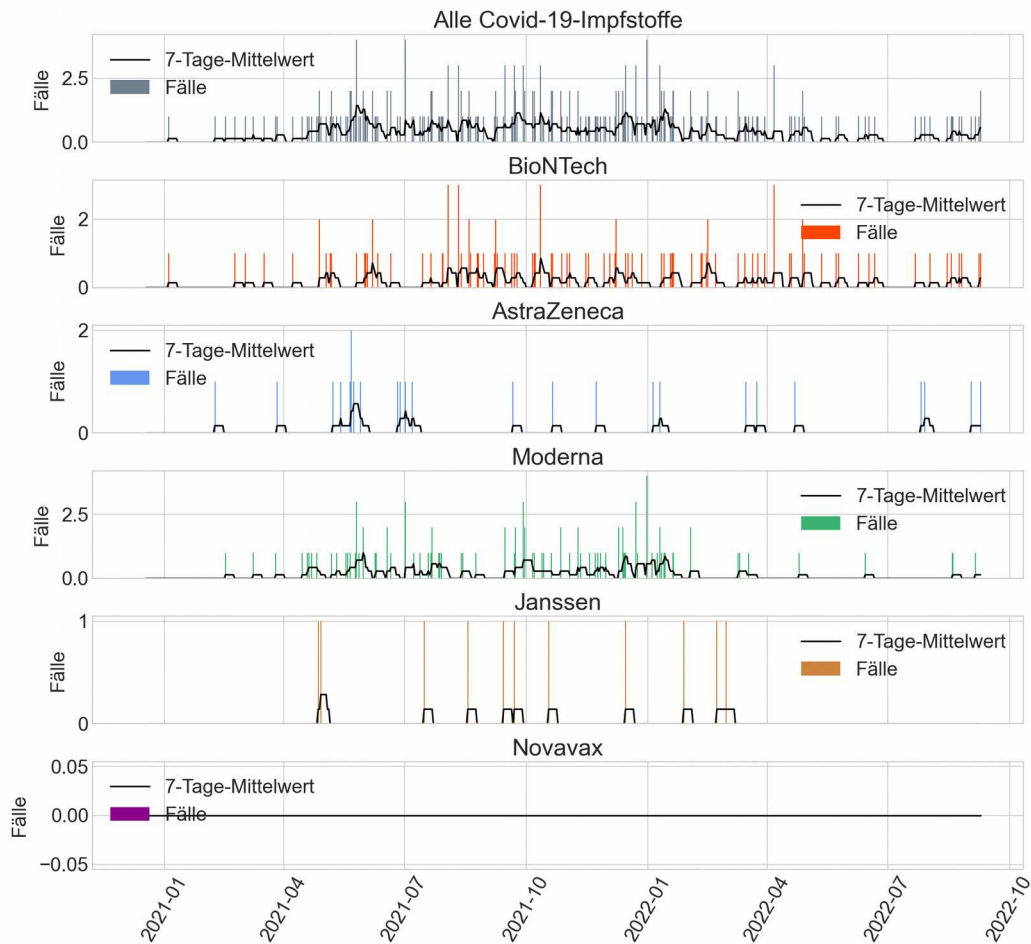 Alle Covid-19-Impfstoffe
Fälle
2.5
0.0
7-Tage-Mittelwert
Fälle
BioNTech
Fälle
2
0
7-Tage-Mittelwert
Fälle
AstraZeneca
Fälle
2
0
7-Tage-Mittelwert
Fälle
Moderna
Fälle
2.5
0.0
7-Tage-Mittelwert
Fälle
Janssen
Fälle
1
0
7-Tage-Mittelwert
Fälle
Novavax
Fälle
0.05
0.00
−0.05
7-Tage-Mittelwert
Fälle
2021-01
2021-04
2021-07
2021-10
2022-01
2022-04
2022-07
2022-10